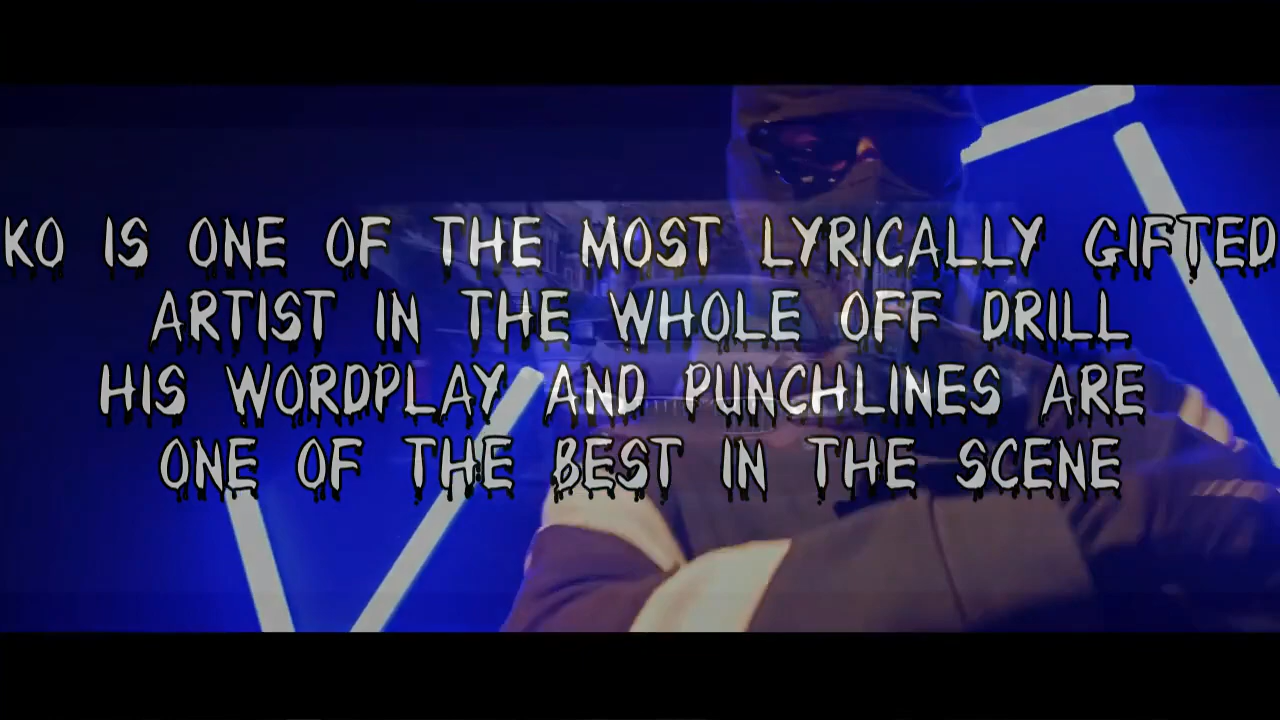 KO IS ONE OF THE MOST LYRICALLY GIFTED
ARTIST IN THE WHOLE OFF DRILL
HIS WORDPLAY AND PUNCHLINES ARE
ONE OF THE BEST IN THE SCENE